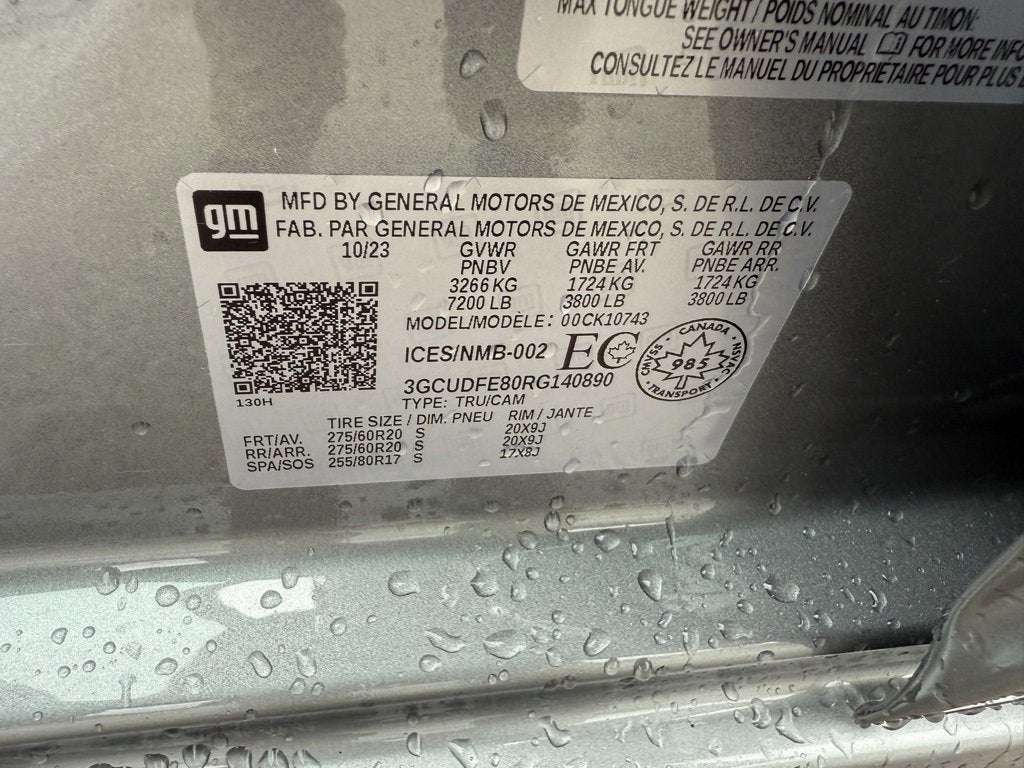 MAX TONGUE WEIGHT / POIDS NOMINAL AU TIMON:
SEE OWNER'S MANUAL FOR MORE INFO
CONSULTEZ LE MANUEL DU PROPRIETAIRE POUR PLUS
gm
MFD BY GENERAL MOTORS DE MEXICO, S. DE R.L. DE C.V.
FAB. PAR GENERAL MOTORS DE MEXICO, S. DE R.L. DE C.V.
10/23 GVWR GAWR FRT GAWR RR
PNBV PNBE AV. PNBE ARR.
3266 KG 1724 KG 1724 KG
7200 LB 3800 LB 3800 LB
MODEL/MODÈLE: 00CK10743
ICES/NMB-002 EC
CANADA
985
TRANSPORT
NSVAC
CANADA
3GCUDFE80RG140890
130H
TYPE: TRU/CAM
TIRE SIZE / DIM. PNEU RIM / JANTE
FRT/AV. 275/60R20 S 20X9J
RR/ARR. 275/60R20 S 20X9J
SPA/SOS 255/80R17 S 17X8J